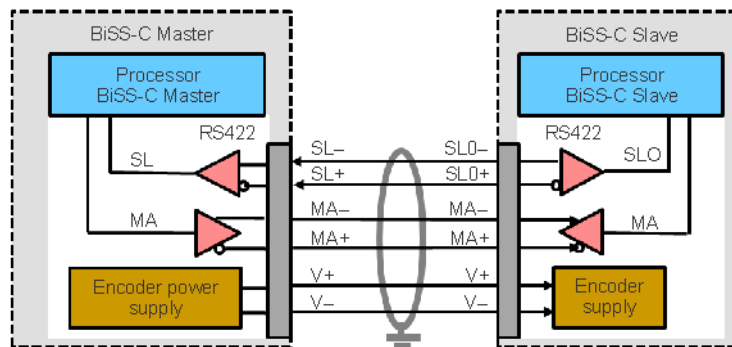 BiSS-C Master
BiSS-C Slave
Processor
BiSS-C Master
Processor
BiSS-C Slave
RS422
RS422
SL
SL–
SL0–
SLO
SL+
SL0+
MA
MA–
MA–
MA
MA+
MA+
V+
V+
Encoder power
supply
Encoder
supply
V–
V–